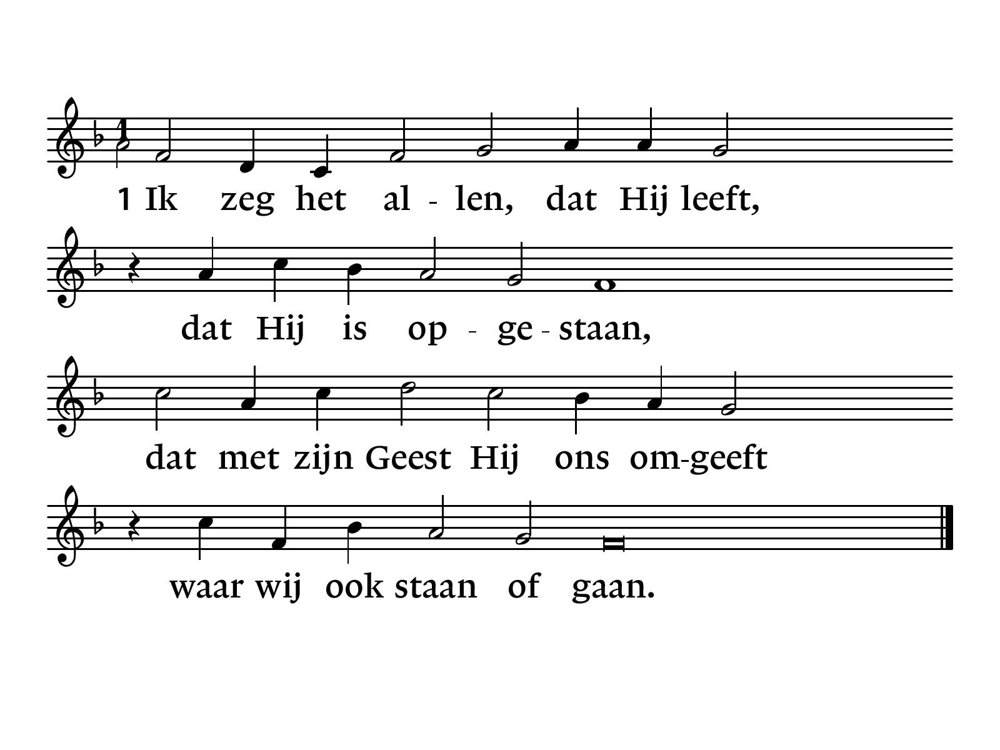 1 Ik zeg het al - len, dat Hij leeft,
dat Hij is op - ge - staan,
dat met zijn Geest Hij ons om-geeft
waar wij ook staan of gaan.